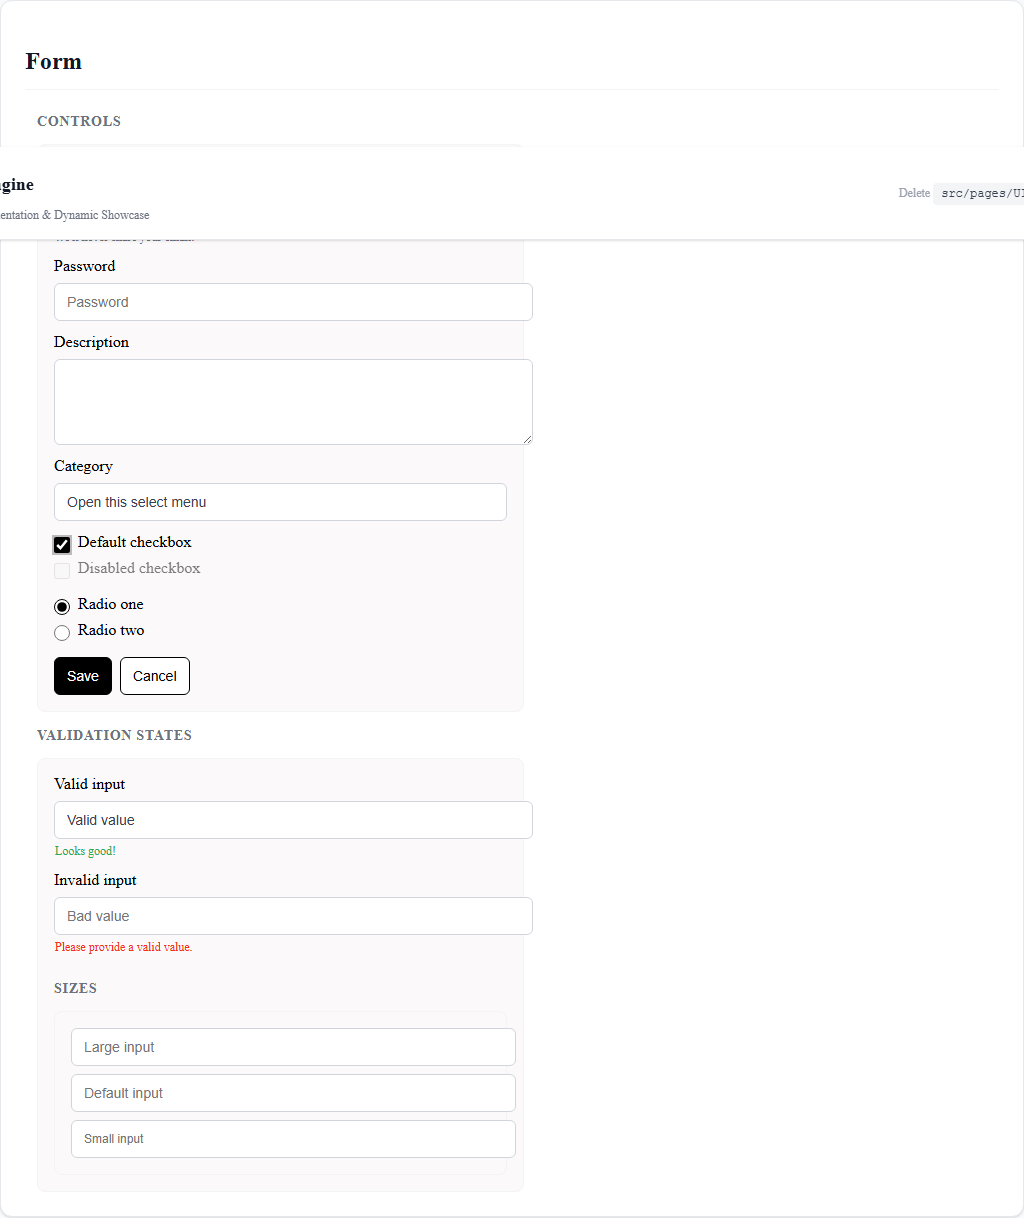 Form
CONTROLS
gine
entation & Dynamic Showcase
Delete src/pages/UI
Password
Password
Description
Category
Open this select menu
Default checkbox
Disabled checkbox
Radio one
Radio two
Save
Cancel
VALIDATION STATES
Valid input
Valid value
Looks good!
Invalid input
Bad value
Please provide a valid value.
SIZES
Large input
Default input
Small input